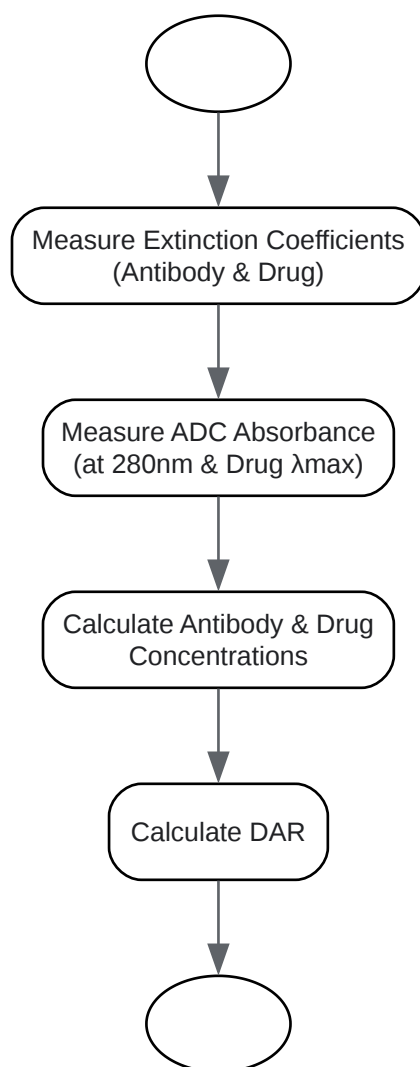 Measure Extinction Coefficients
(Antibody & Drug)
Measure ADC Absorbance
(at 280nm & Drug λmax)
Calculate Antibody & Drug
Concentrations
Calculate DAR